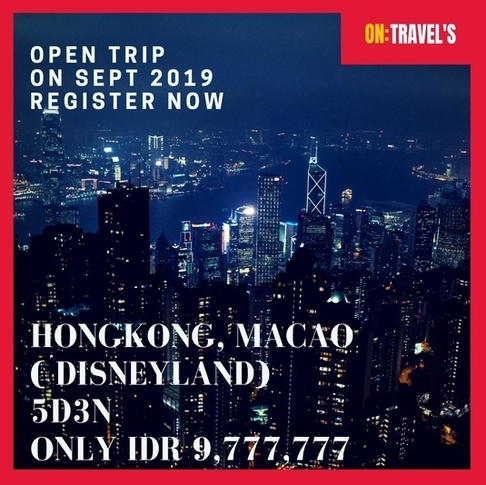 ON:TRAVEL'S
OPEN TRIP
ON SEPT 2019
REGISTER NOW
HONGKONG, MACAO
( DISNEYLAND)
5D3N
ONLY IDR 9,777,777